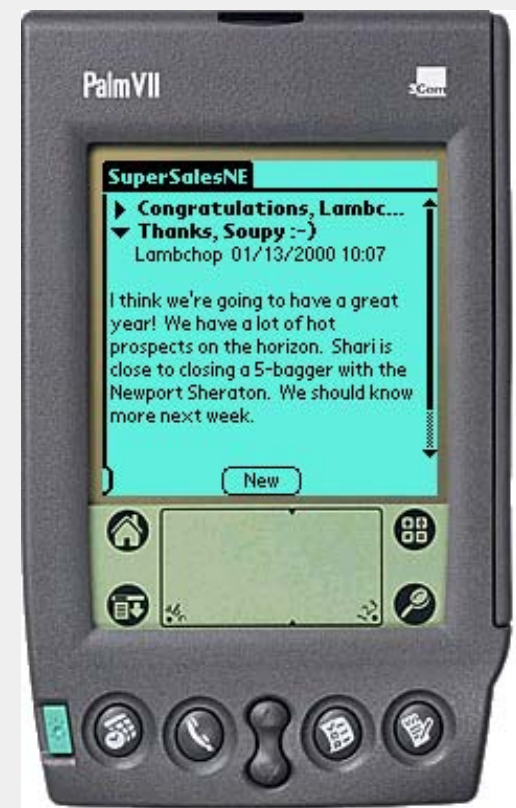 PalmVII
3Com
SuperSalesNE
Congratulations, Lambc...
Thanks, Soupy :-)
Lambchop 01/13/2000 10:07
I think we're going to have a great
year! We have a lot of hot
prospects on the horizon. Shari is
close to closing a 5-bagger with the
Newport Sheraton. We should know
more next week.
New